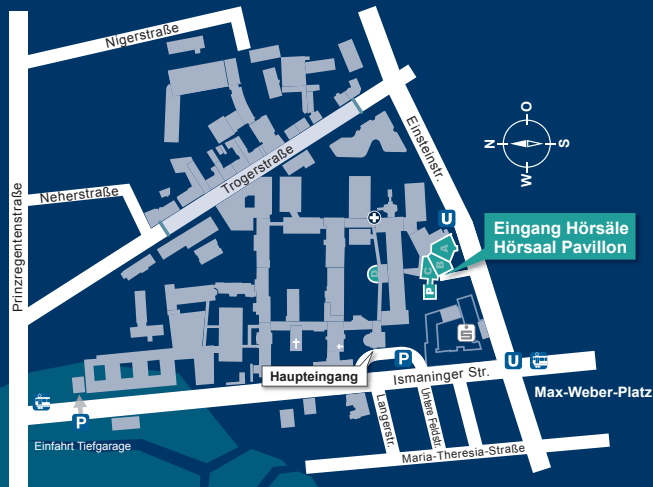 Nigerstraße
O
N
S
W
Einsteinstr.
Trogerstraße
Neherstraße
Prinzregentenstraße
U
Eingang Hörsäle
Hörsaal Pavillon
A
B
C
D
P
S
Haupteingang
P
U
Ismaninger Str.
Max-Weber-Platz
Langerstr.
Untere Feldstr.
P
Einfahrt Tiefgarage
Maria-Theresia-Straße